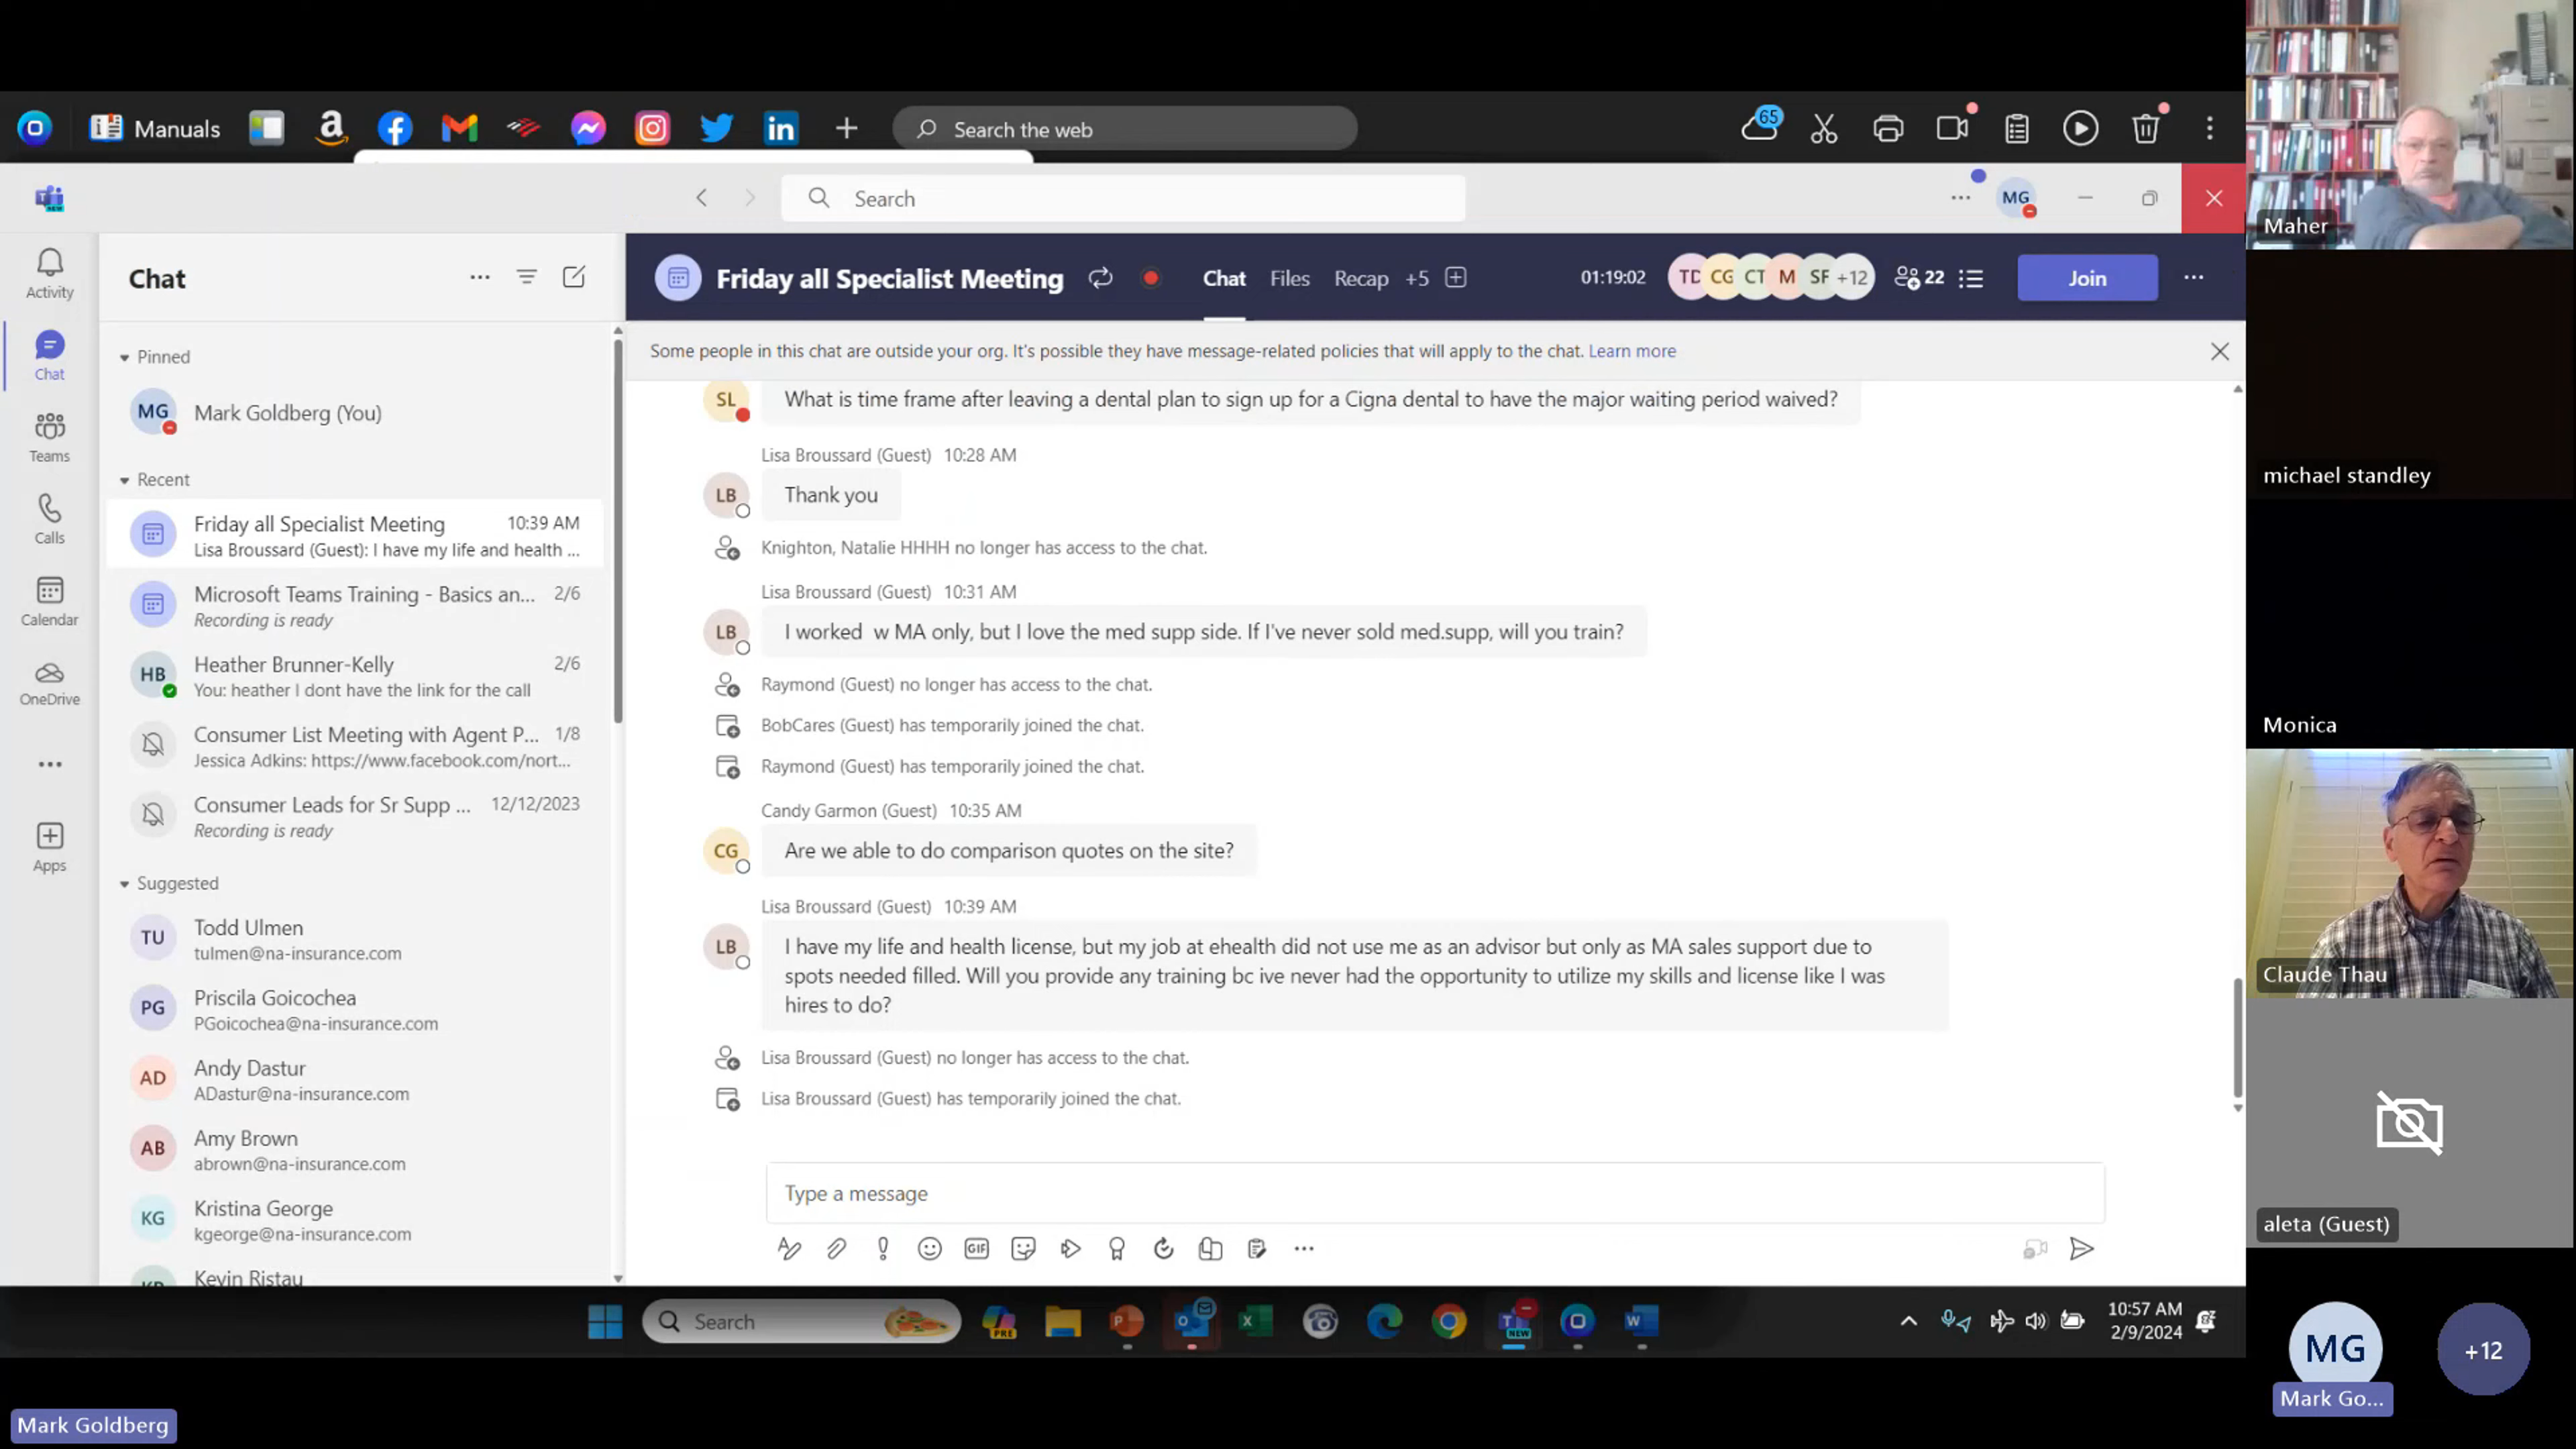 Manuals
Search the web
65
Search
MG
Activity
Chat
Teams
Calls
Calendar
OneDrive
Apps
Chat
Pinned
MG
Mark Goldberg (You)
Recent
Friday all Specialist Meeting 10:39 AM
Lisa Broussard (Guest): I have my life and health ...
Microsoft Teams Training - Basics an... 2/6
Recording is ready
HB
Heather Brunner-Kelly 2/6
You: heather I dont have the link for the call
Consumer List Meeting with Agent P... 1/8
Jessica Adkins: https://www.facebook.com/nort...
Consumer Leads for Sr Supp ... 12/12/2023
Recording is ready
Suggested
TU
Todd Ulmen
tulmen@na-insurance.com
PG
Priscila Goicochea
PGoicochea@na-insurance.com
AD
Andy Dastur
ADastur@na-insurance.com
AB
Amy Brown
abrown@na-insurance.com
KG
Kristina George
kgeorge@na-insurance.com
Kevin Ristau
Friday all Specialist Meeting
Chat Files Recap +5
01:19:02
TD CG CT M SF +12
22
Join
Some people in this chat are outside your org. It's possible they have message-related policies that will apply to the chat. Learn more
SL
What is time frame after leaving a dental plan to sign up for a Cigna dental to have the major waiting period waived?
Lisa Broussard (Guest) 10:28 AM
LB
Thank you
Knighton, Natalie HHHH no longer has access to the chat.
Lisa Broussard (Guest) 10:31 AM
LB
I worked w MA only, but I love the med supp side. If I've never sold med.supp, will you train?
Raymond (Guest) no longer has access to the chat.
BobCares (Guest) has temporarily joined the chat.
Raymond (Guest) has temporarily joined the chat.
Candy Garmon (Guest) 10:35 AM
CG
Are we able to do comparison quotes on the site?
Lisa Broussard (Guest) 10:39 AM
LB
I have my life and health license, but my job at ehealth did not use me as an advisor but only as MA sales support due to
spots needed filled. Will you provide any training bc ive never had the opportunity to utilize my skills and license like I was
hires to do?
Lisa Broussard (Guest) no longer has access to the chat.
Lisa Broussard (Guest) has temporarily joined the chat.
Type a message
GIF
Search
PRE
NEW
10:57 AM
2/9/2024
Maher
michael standley
Monica
Claude Thau
aleta (Guest)
MG
+12
Mark Go...
Mark Goldberg